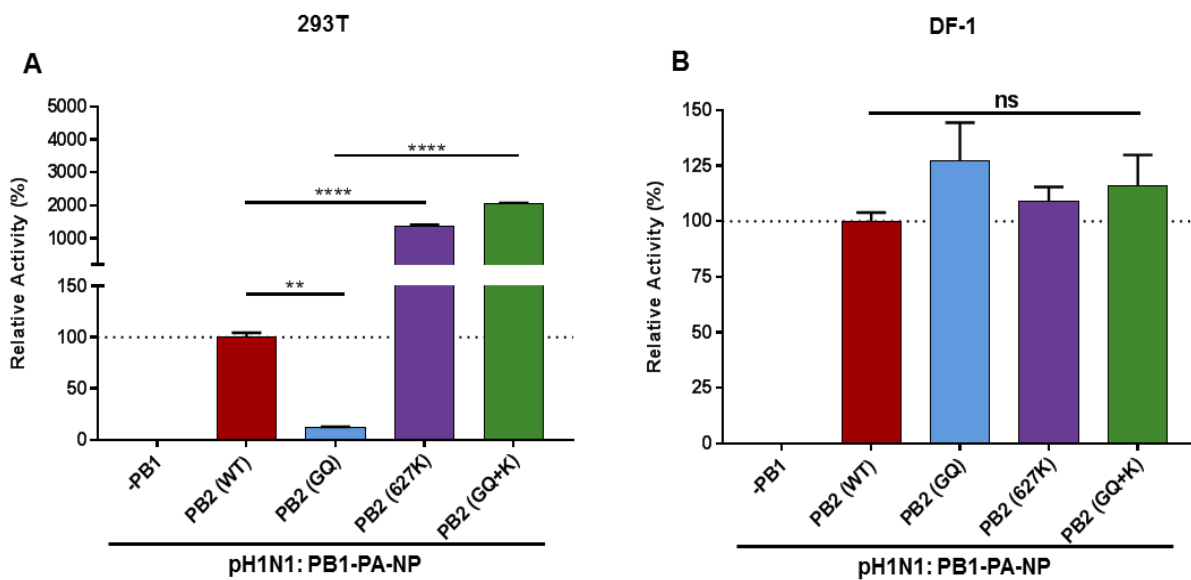 293T
A
Relative Activity (%)
5000
4000
3000
2000
1000
150
100
50
0
****
****
**
-PB1
PB2 (WT)
PB2 (GQ)
PB2 (627K)
PB2 (GQ+K)
pH1N1: PB1-PA-NP
DF-1
B
Relative Activity (%)
150
125
100
75
50
25
0
ns
-PB1
PB2 (WT)
PB2 (GQ)
PB2 (627K)
PB2 (GQ+K)
pH1N1: PB1-PA-NP